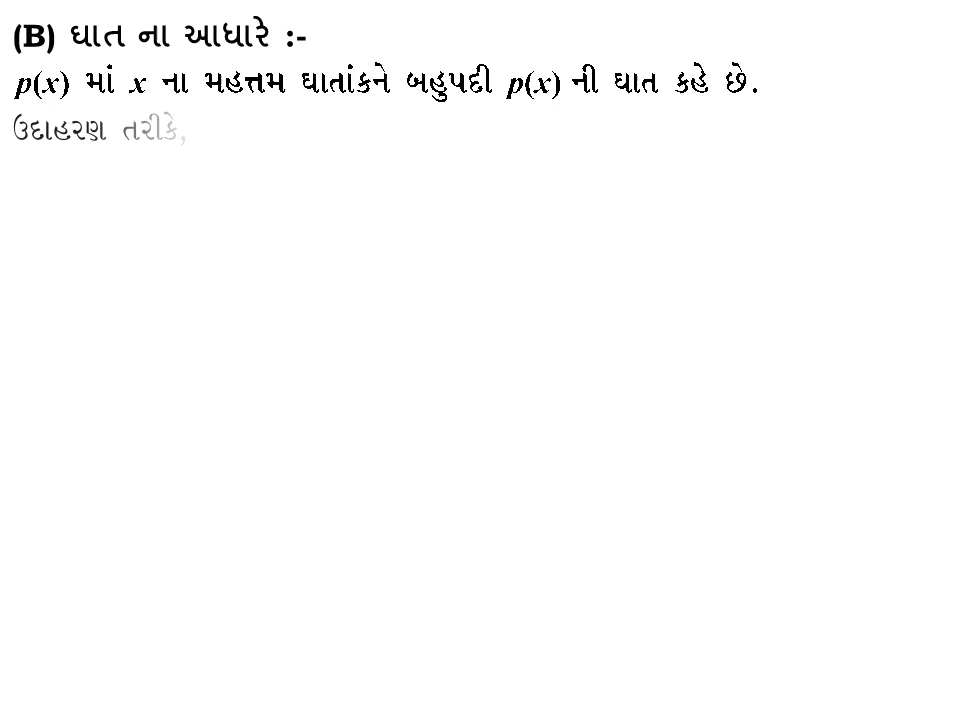 (B) ઘાત ના આધારે :-
p(x) માં x ના મહત્તમ ઘાતાંકને બહુપદી p(x) ની ઘાત કહે છે.
ઉદાહરણ તરીકે,